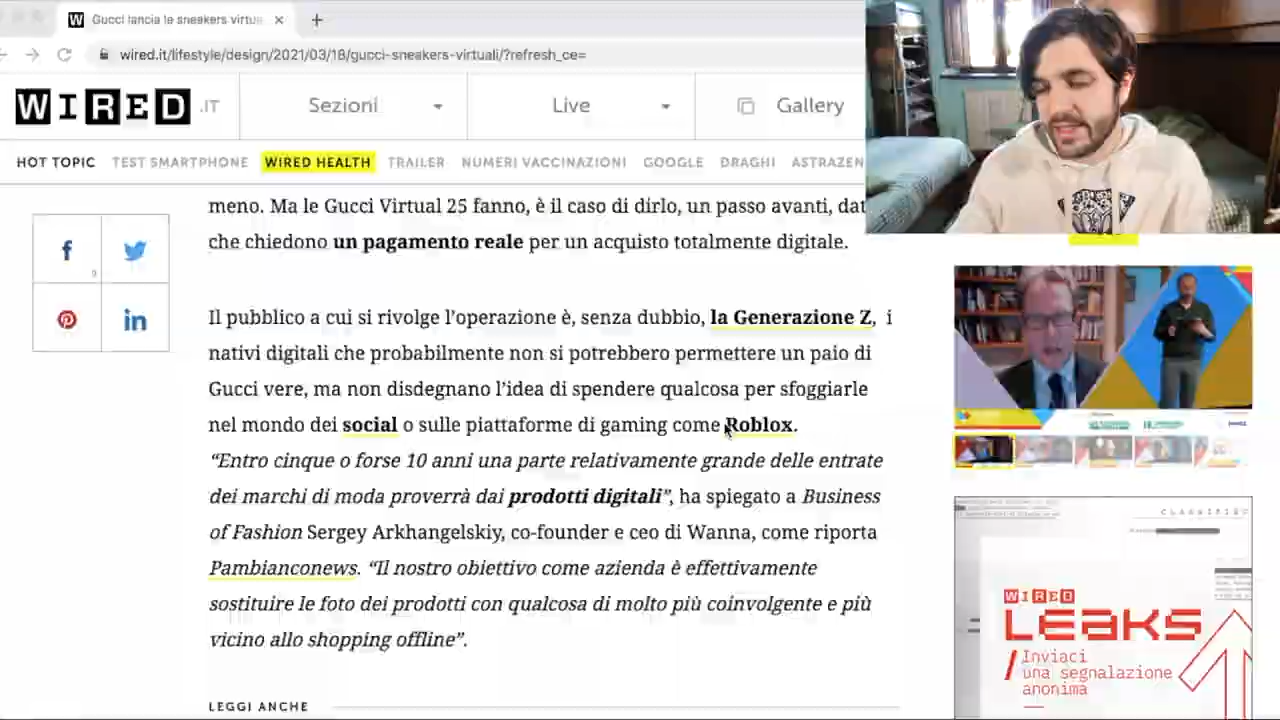 Gucci lancia le sneakers virtua
wired.it/lifestyle/design/2021/03/18/gucci-sneakers-virtuali/?refresh_ce=
WIRED .IT
Sezioni
Live
Gallery
HOT TOPIC TEST SMARTPHONE WIRED HEALTH TRAILER NUMERI VACCINAZIONI GOOGLE DRAGHI ASTRAZEN
meno. Ma le Gucci Virtual 25 fanno, è il caso di dirlo, un passo avanti, dat
che chiedono un pagamento reale per un acquisto totalmente digitale.
Il pubblico a cui si rivolge l'operazione è, senza dubbio, la Generazione Z, i
nativi digitali che probabilmente non si potrebbero permettere un paio di
Gucci vere, ma non disdegnano l'idea di spendere qualcosa per sfoggiarle
nel mondo dei social o sulle piattaforme di gaming come Roblox.
“Entro cinque o forse 10 anni una parte relativamente grande delle entrate
dei marchi di moda proverrà dai prodotti digitali”, ha spiegato a Business
of Fashion Sergey Arkhangelskiy, co-founder e ceo di Wanna, come riporta
Pambianconews. “Il nostro obiettivo come azienda è effettivamente
sostituire le foto dei prodotti con qualcosa di molto più coinvolgente e più
vicino allo shopping offline”.
LEGGI ANCHE
CLASSIFIED
WIRED
LEAKS
/ Inviaci
una segnalazione
anonima